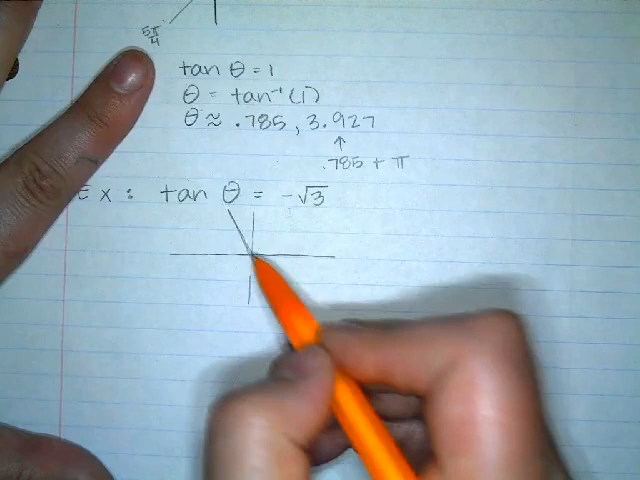 5π/4
tan θ = 1
θ = tan⁻¹(1)
θ ≈ .785, 3.927
↑
.785 + π
Ex: tan θ = -√3